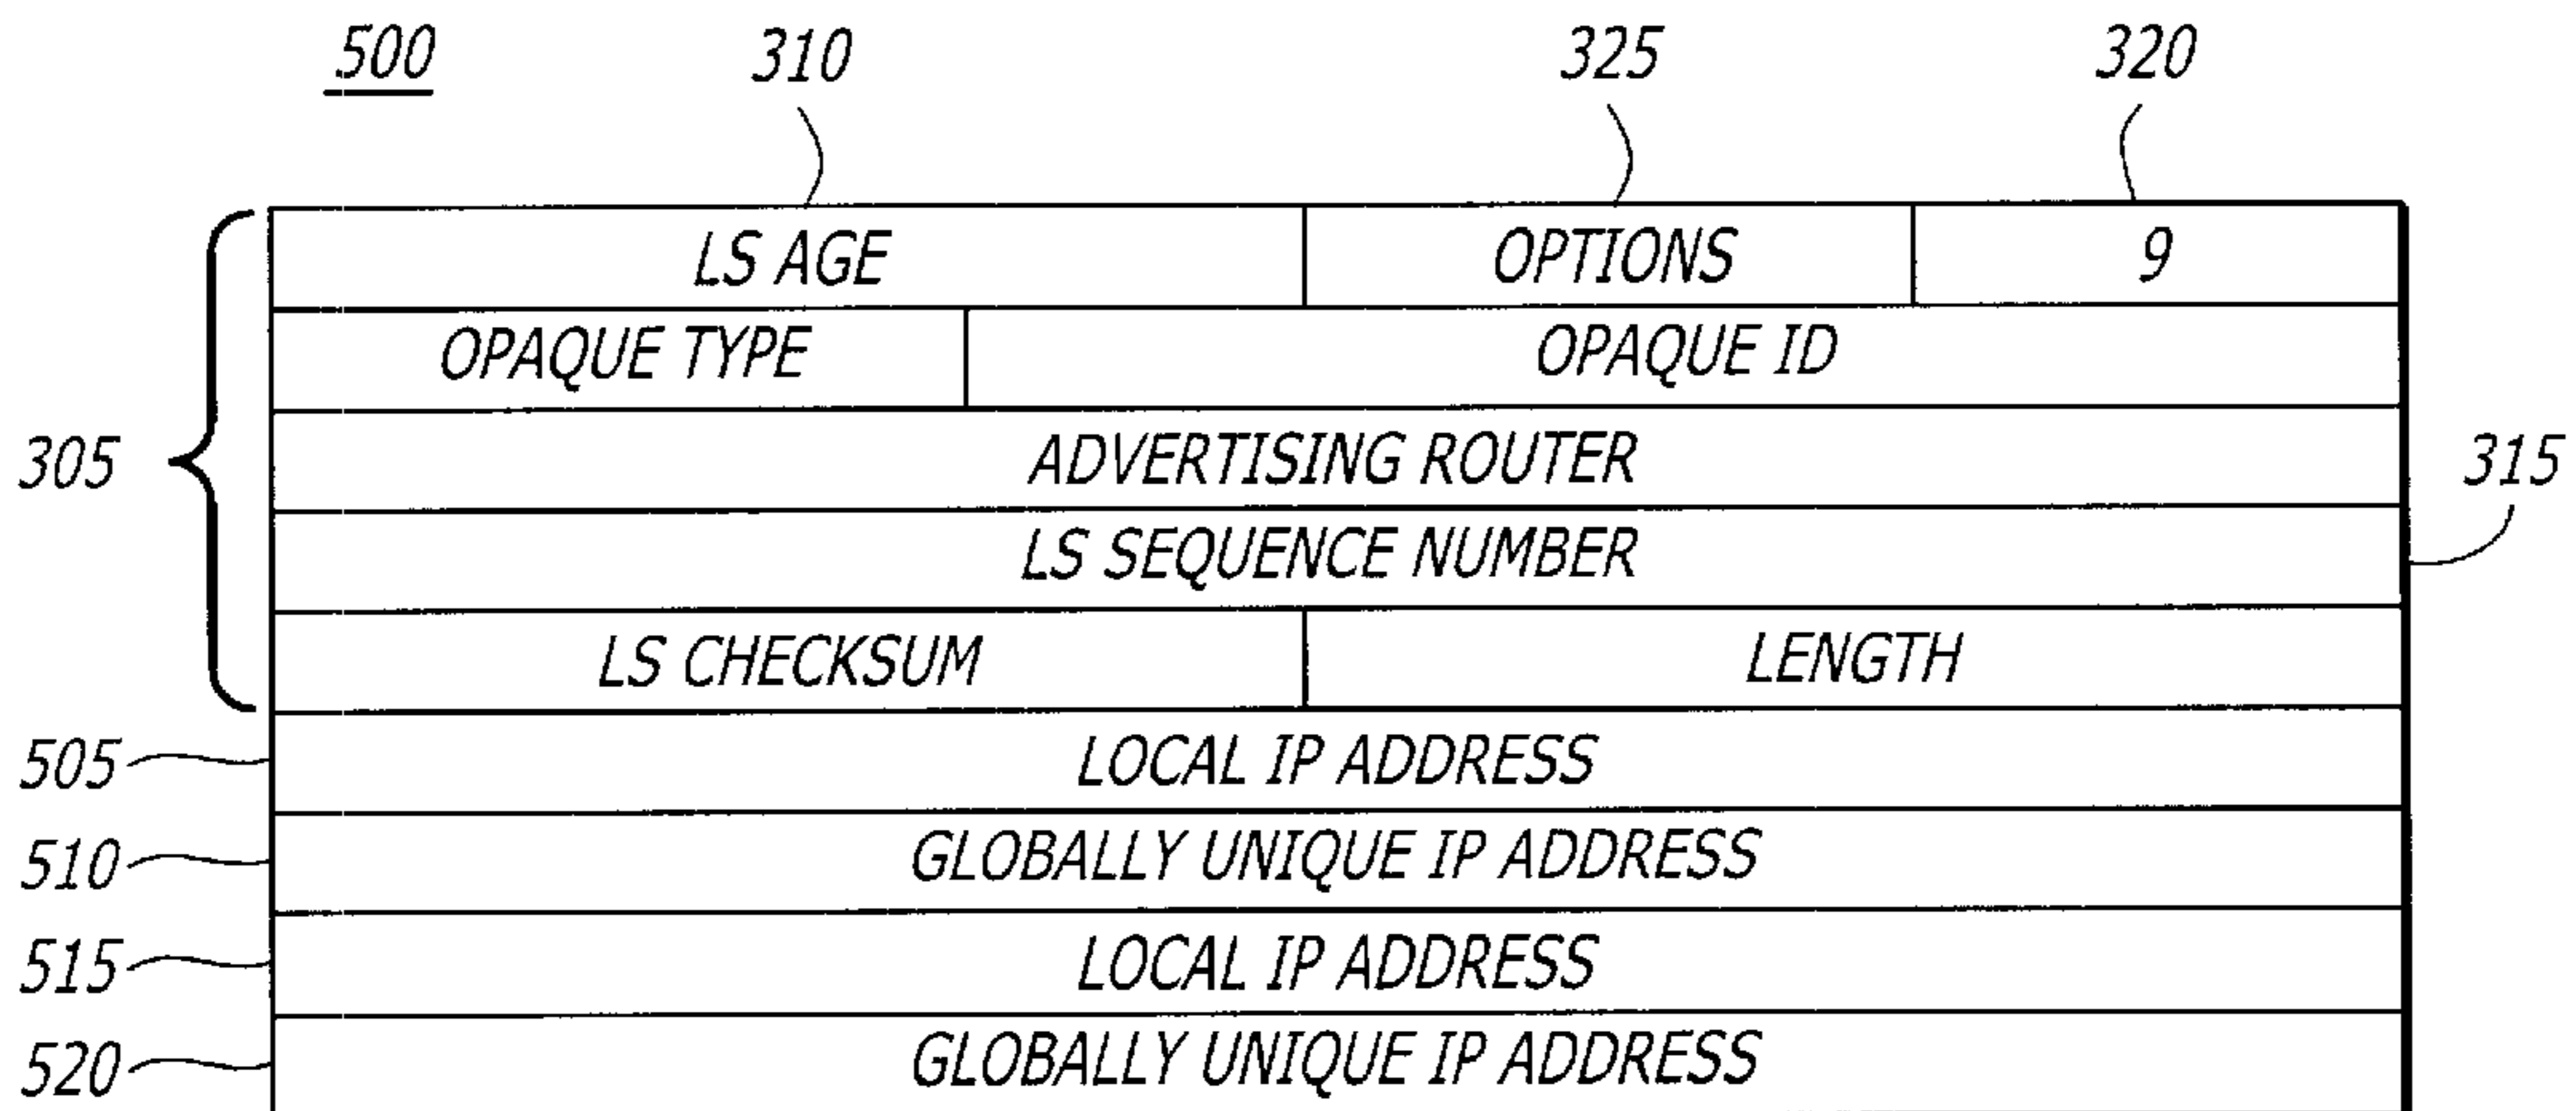 500 310 325 320
LS AGE OPTIONS 9
OPAQUE TYPE OPAQUE ID
305 ADVERTISING ROUTER 315
LS SEQUENCE NUMBER
LS CHECKSUM LENGTH
505 LOCAL IP ADDRESS
510 GLOBALLY UNIQUE IP ADDRESS
515 LOCAL IP ADDRESS
520 GLOBALLY UNIQUE IP ADDRESS